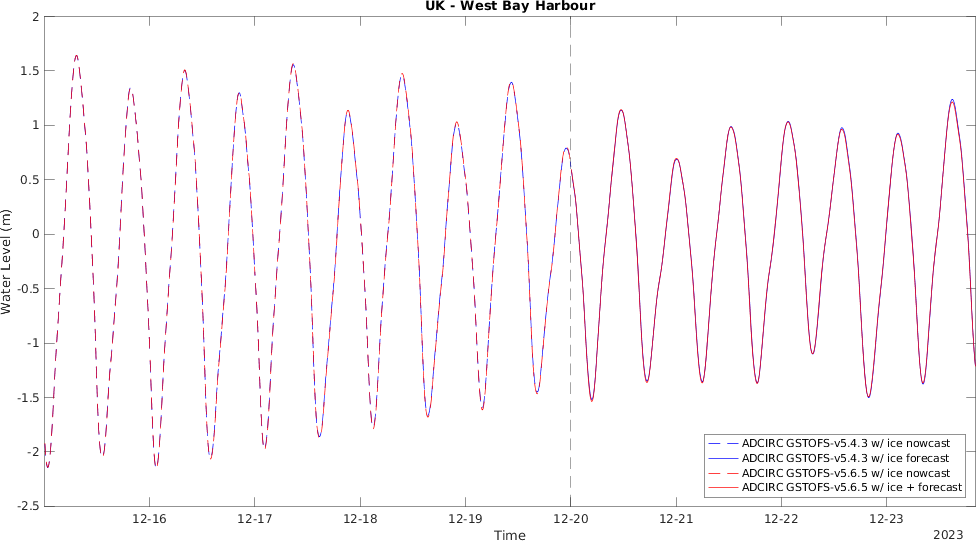 UK - West Bay Harbour
2
1.5
1
0.5
0
-0.5
-1
-1.5
-2
-2.5
Water Level (m)
12-16 12-17 12-18 12-19 12-20 12-21 12-22 12-23
Time
2023
ADCIRC GSTOFS-v5.4.3 w/ ice nowcast
ADCIRC GSTOFS-v5.4.3 w/ ice forecast
ADCIRC GSTOFS-v5.6.5 w/ ice nowcast
ADCIRC GSTOFS-v5.6.5 w/ ice + forecast